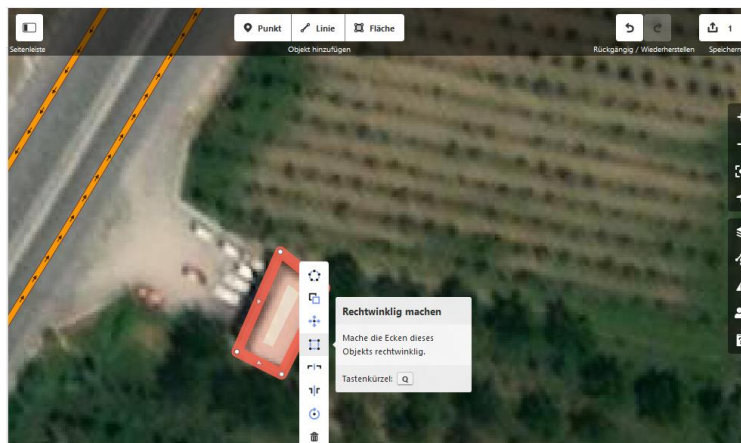 Punkt
Linie
Fläche
1
Seitenleiste
Objekt hinzufügen
Rückgängig / Wiederherstellen
Speichern
Rechtwinklig machen
Mache die Ecken dieses
Objekts rechtwinklig.
Tastenkürzel: Q